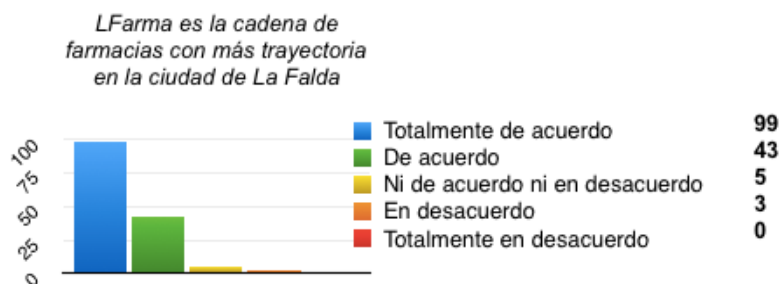 LFarma es la cadena de
farmacias con más trayectoria
en la ciudad de La Falda
100
75
50
25
0
Totalmente de acuerdo 99
De acuerdo 43
Ni de acuerdo ni en desacuerdo 5
En desacuerdo 3
Totalmente en desacuerdo 0